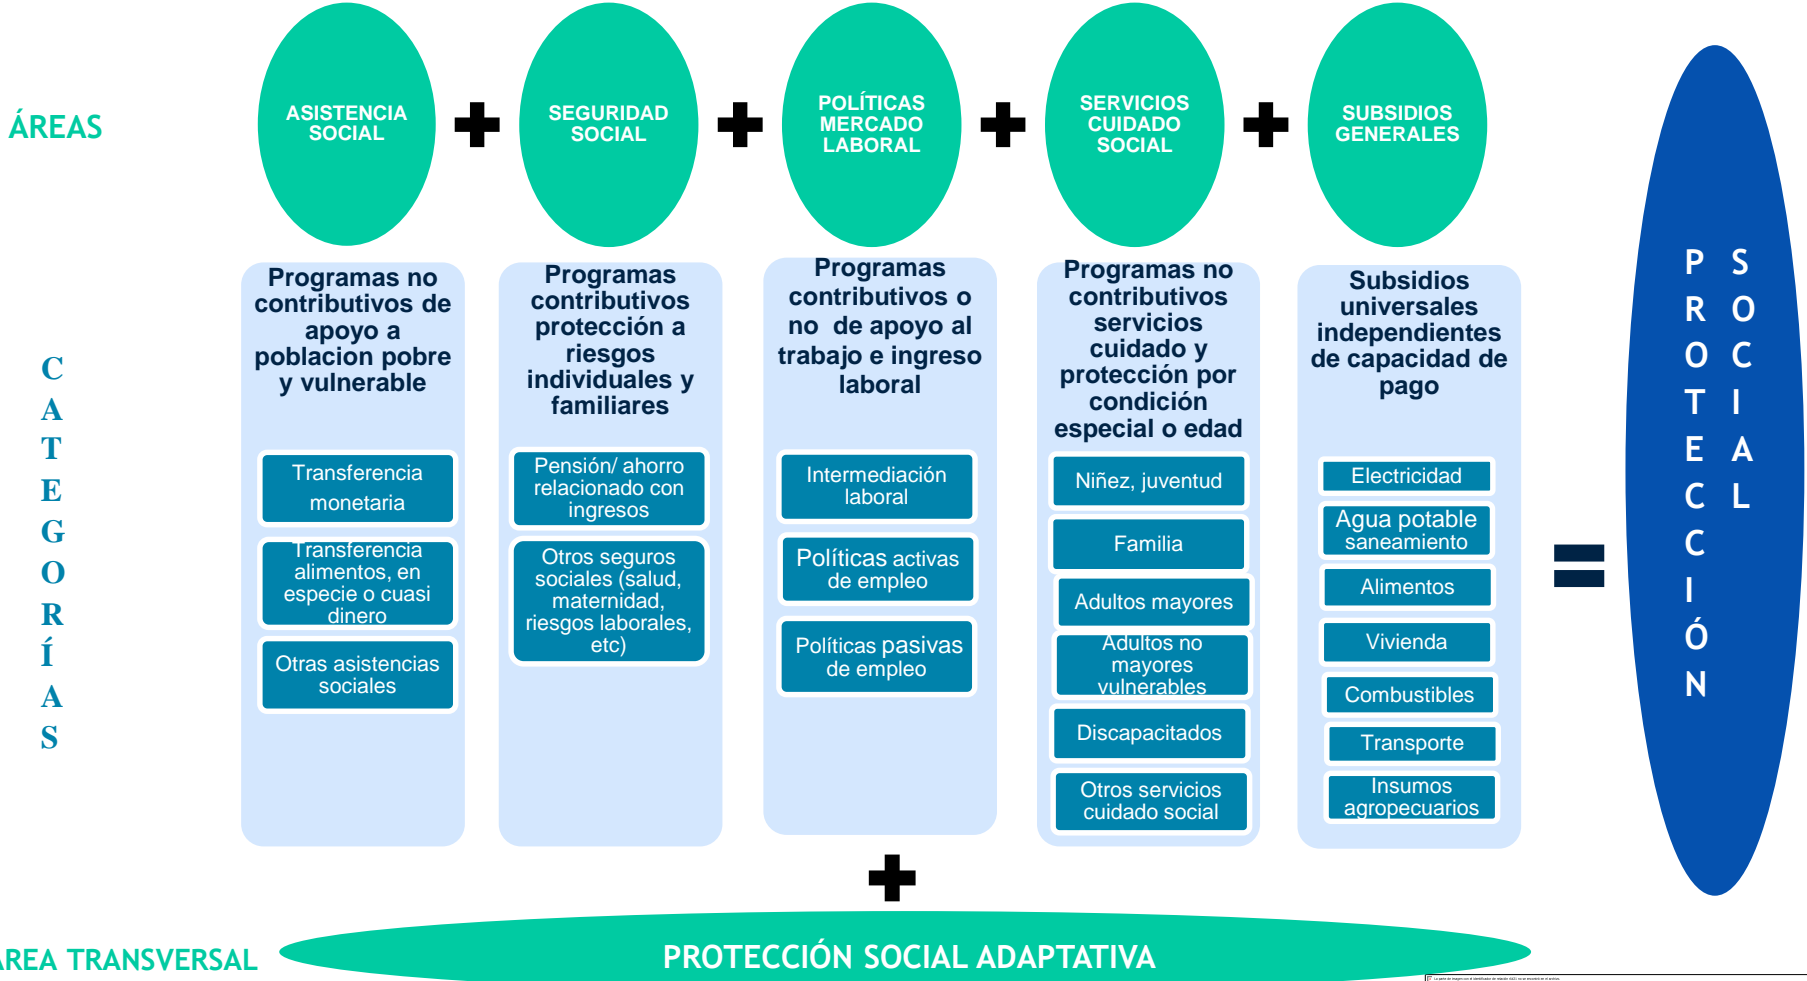 ÁREAS
ASISTENCIA
SOCIAL
SEGURIDAD
SOCIAL
POLÍTICAS
MERCADO
LABORAL
SERVICIOS
CUIDADO
SOCIAL
SUBSIDIOS
GENERALES
CATEGORÍAS
Programas no
contributivos de
apoyo a
poblacion pobre
y vulnerable
Transferencia
monetaria
Transferencia
alimentos, en
especie o cuasi
dinero
Otras asistencias
sociales
Programas
contributivos
protección a
riesgos
individuales y
familiares
Pensión/ ahorro
relacionado con
ingresos
Otros seguros
sociales (salud,
maternidad,
riesgos laborales,
etc)
Programas
contributivos o
no de apoyo al
trabajo e ingreso
laboral
Intermediación
laboral
Políticas activas
de empleo
Políticas pasivas
de empleo
Programas no
contributivos
servicios
cuidado y
protección por
condición
especial o edad
Niñez, juventud
Familia
Adultos mayores
Adultos no
mayores
vulnerables
Discapacitados
Otros servicios
cuidado social
Subsidios
universales
independientes
de capacidad de
pago
Electricidad
Agua potable
saneamiento
Alimentos
Vivienda
Combustibles
Transporte
Insumos
agropecuarios
PROTECCIÓN
SOCIAL
ÁREA TRANSVERSAL
PROTECCIÓN SOCIAL ADAPTATIVA